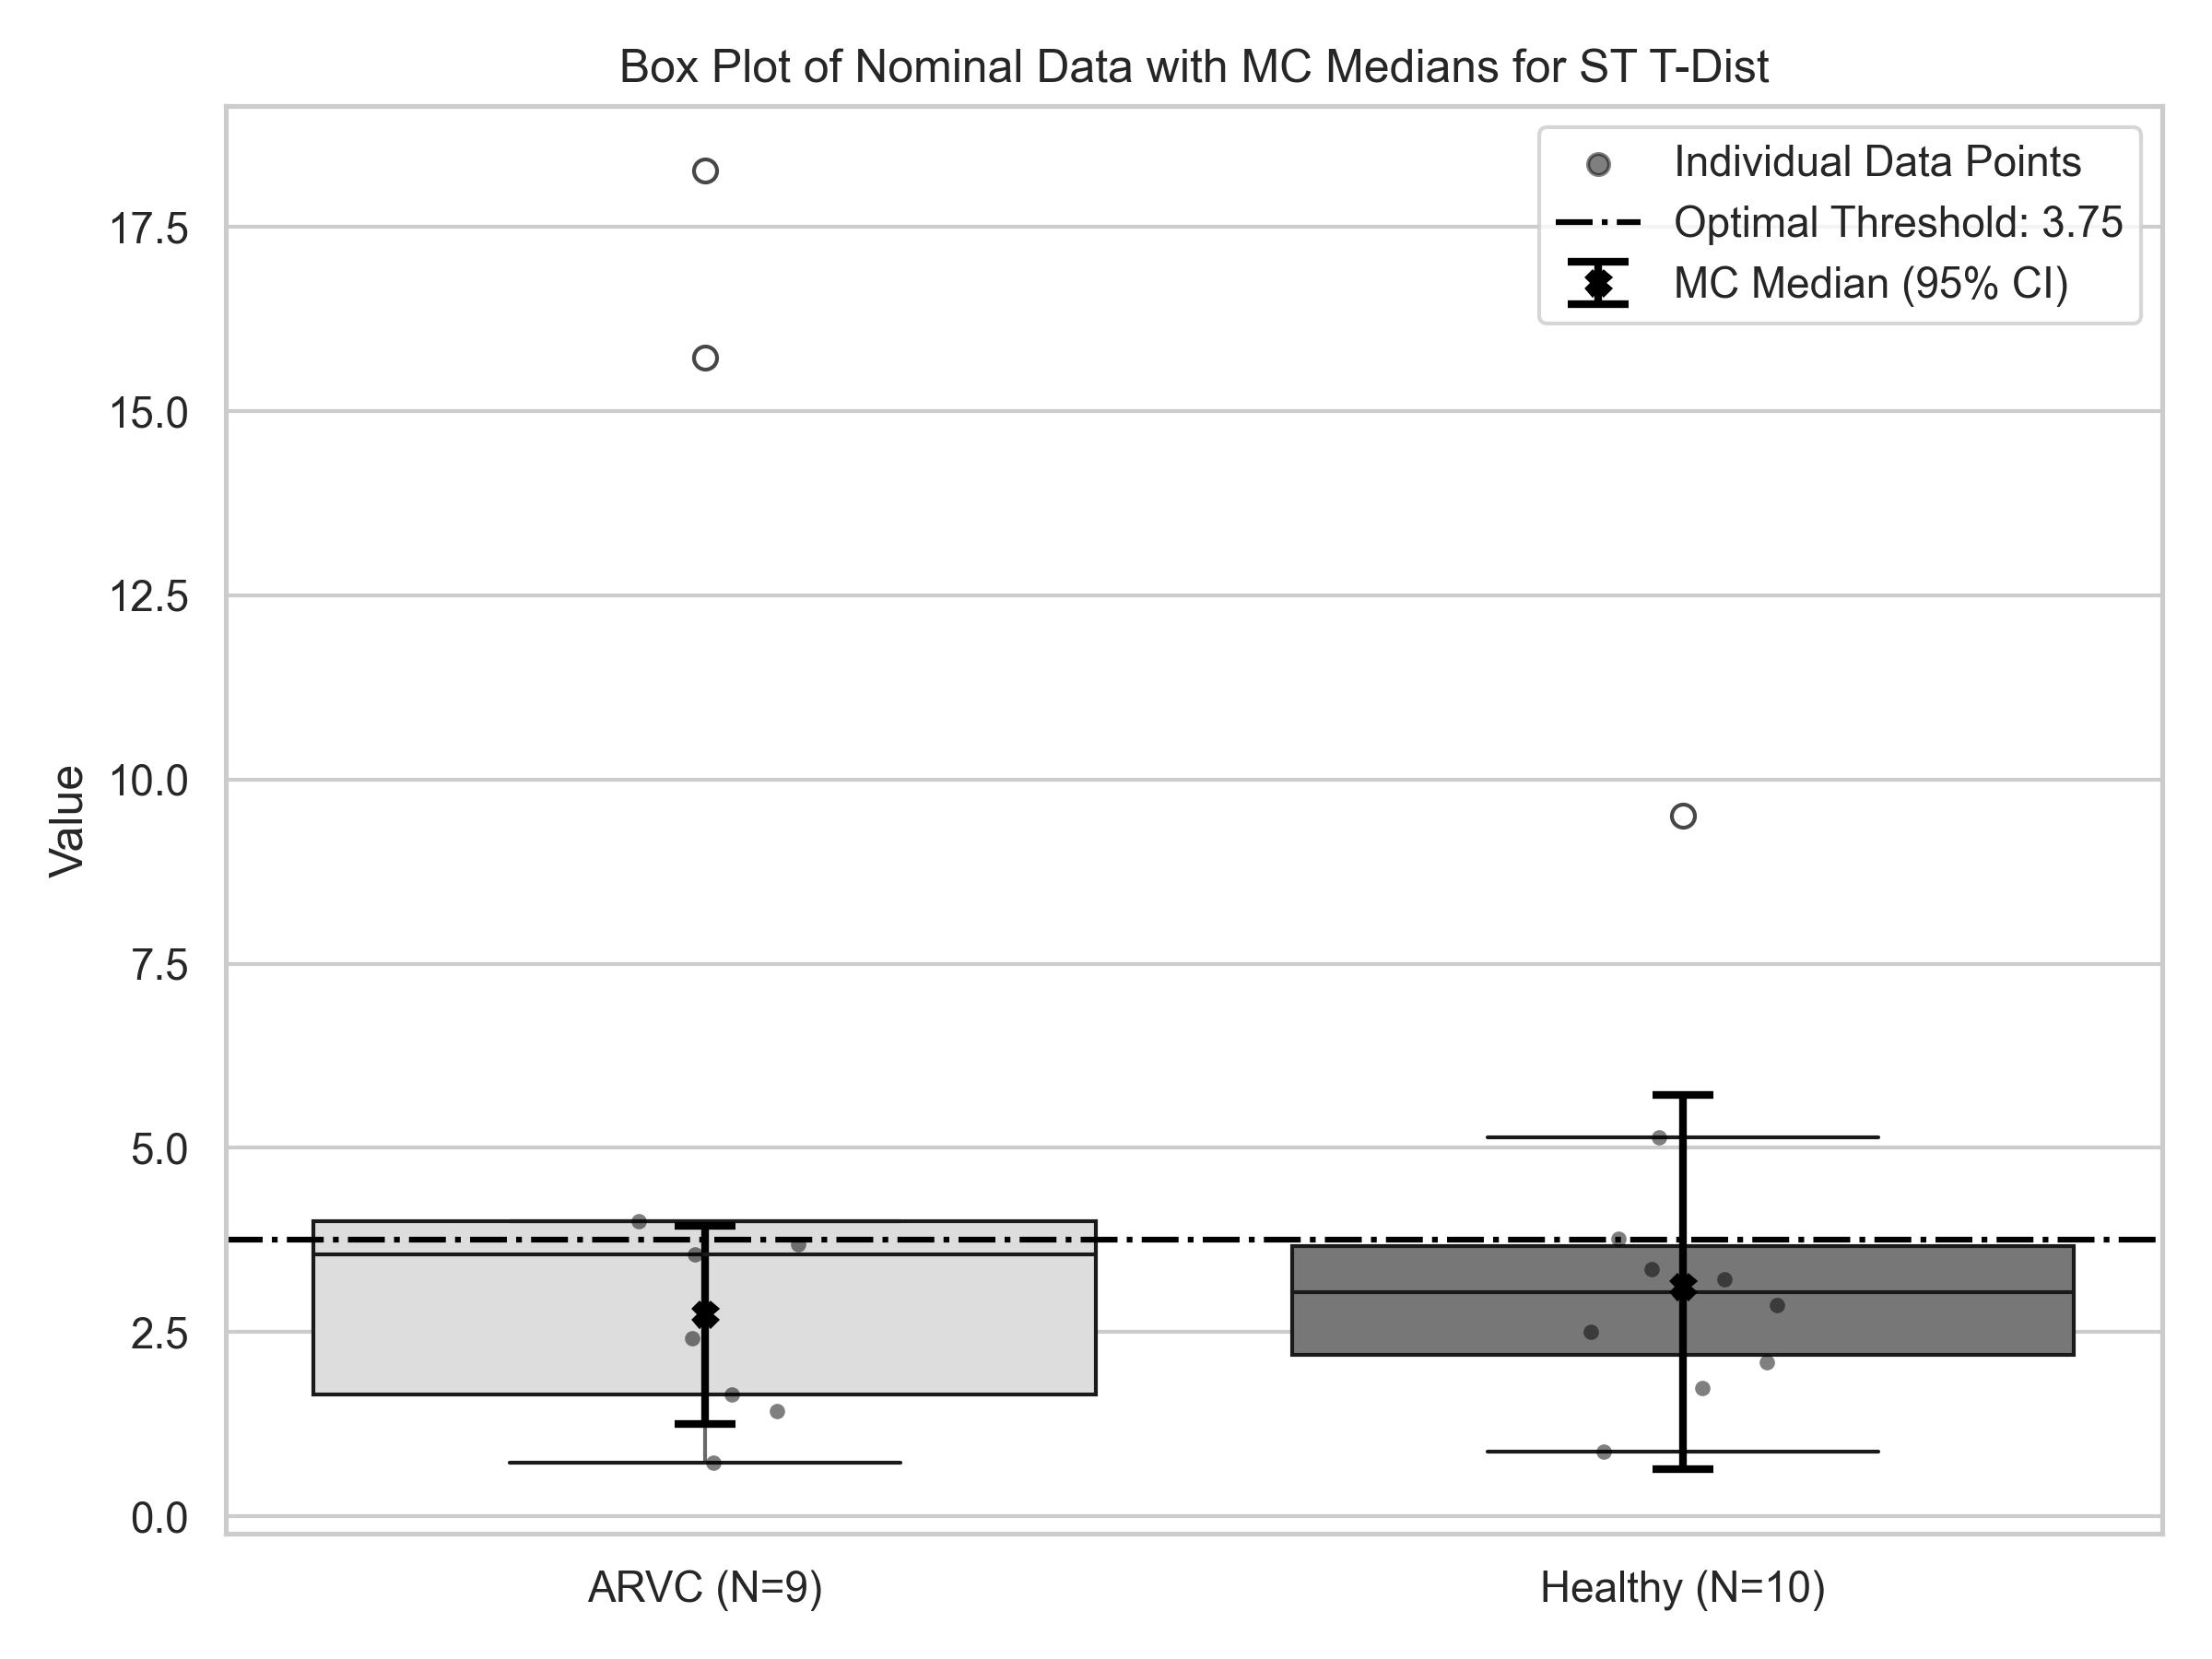 Box Plot of Nominal Data with MC Medians for ST T-Dist
Individual Data Points
Optimal Threshold: 3.75
MC Median (95% CI)
Value
17.5
15.0
12.5
10.0
7.5
5.0
2.5
0.0
ARVC (N=9)
Healthy (N=10)